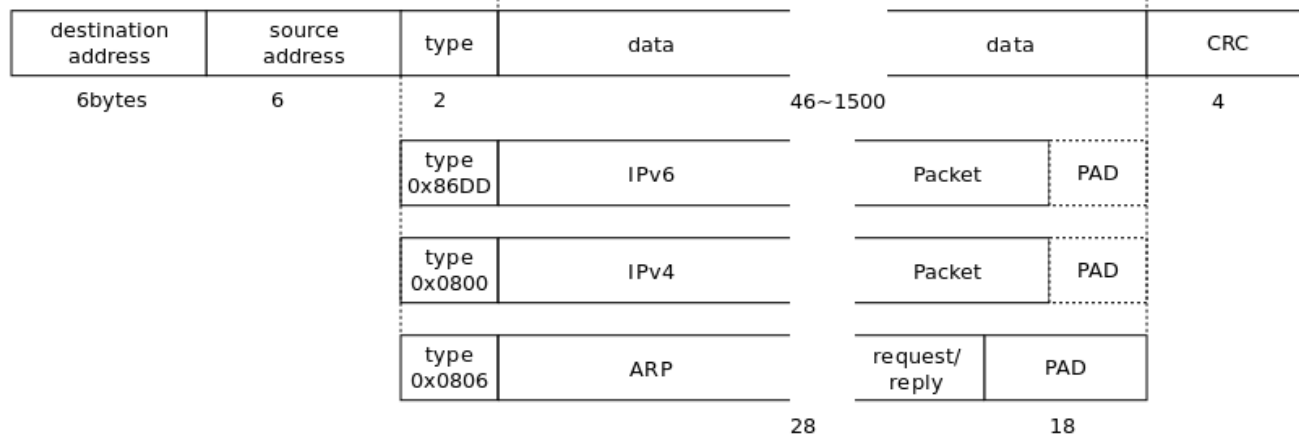 destination
address
source
address
type
data
data
CRC
6bytes
6
2
46~1500
4
type
0x86DD
IPv6
Packet
PAD
type
0x0800
IPv4
Packet
PAD
type
0x0806
ARP
request/
reply
PAD
28
18